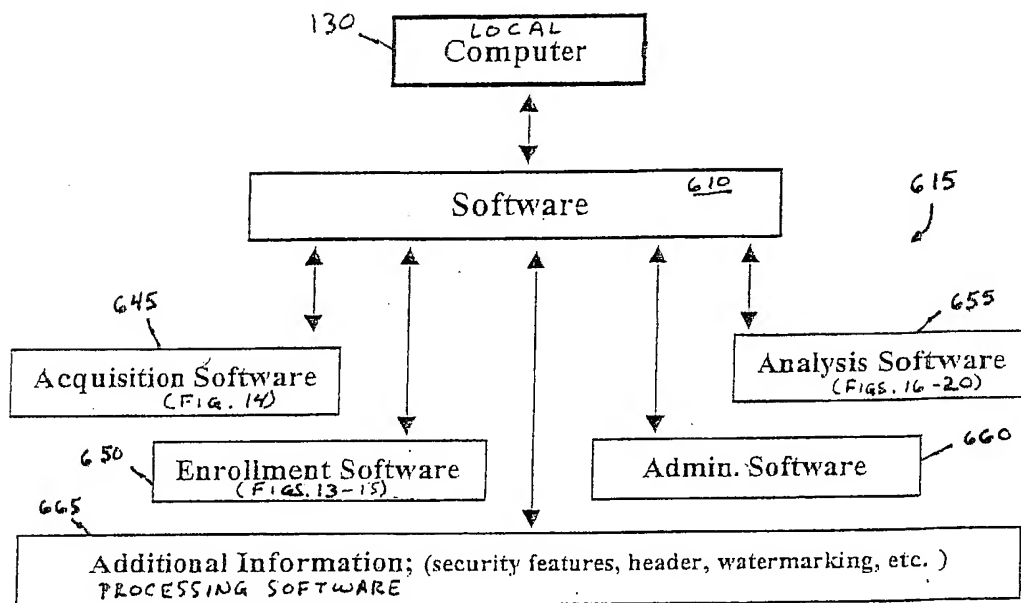 130
LOCAL
Computer
Software
610
615
645
655
Acquisition Software
(FIG. 14)
Analysis Software
(FIGS. 16-20)
650
660
Enrollment Software
(FIGS. 13-15)
Admin. Software
665
Additional Information; (security features, header, watermarking, etc. )
PROCESSING SOFTWARE